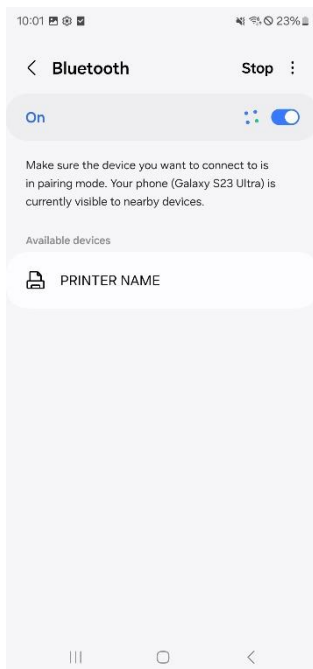 10:01 23%
Bluetooth Stop
On
Make sure the device you want to connect to is
in pairing mode. Your phone (Galaxy S23 Ultra) is
currently visible to nearby devices.
Available devices
PRINTER NAME